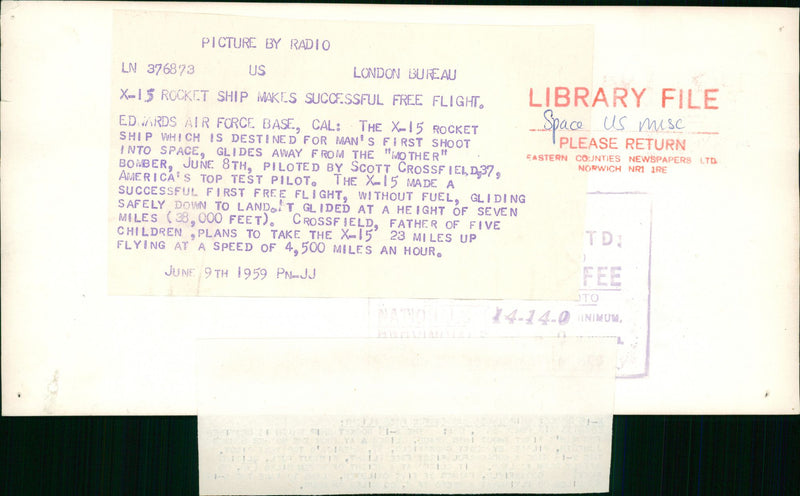 PICTURE BY RADIO
LN 376873 US LONDON BUREAU
X-15 ROCKET SHIP MAKES SUCCESSFUL FREE FLIGHT.
EDWARDS AIR FORCE BASE, CAL: THE X-15 ROCKET
SHIP WHICH IS DESTINED FOR MAN'S FIRST SHOOT
INTO SPACE, GLIDES AWAY FROM THE "MOTHER"
BOMBER, JUNE 8TH, PILOTED BY SCOTT CROSSFIELD,37,
AMERICA'S TOP TEST PILOT. THE X-15 MADE A
SUCCESSFUL FIRST FREE FLIGHT, WITHOUT FUEL, GLIDING
SAFELY DOWN TO LAND.IT GLIDED AT A HEIGHT OF SEVEN
MILES (38,000 FEET). CROSSFIELD, FATHER OF FIVE
CHILDREN ,PLANS TO TAKE THE X-15 23 MILES UP
FLYING AT A SPEED OF 4,500 MILES AN HOUR.
JUNE 9TH 1959 PN-JJ
LIBRARY FILE
Space US misc
PLEASE RETURN
EASTERN COUNTIES NEWSPAPERS LTD.
NORWICH NR1 1RE
TD:
FEE
14-14-0
INIMUM.